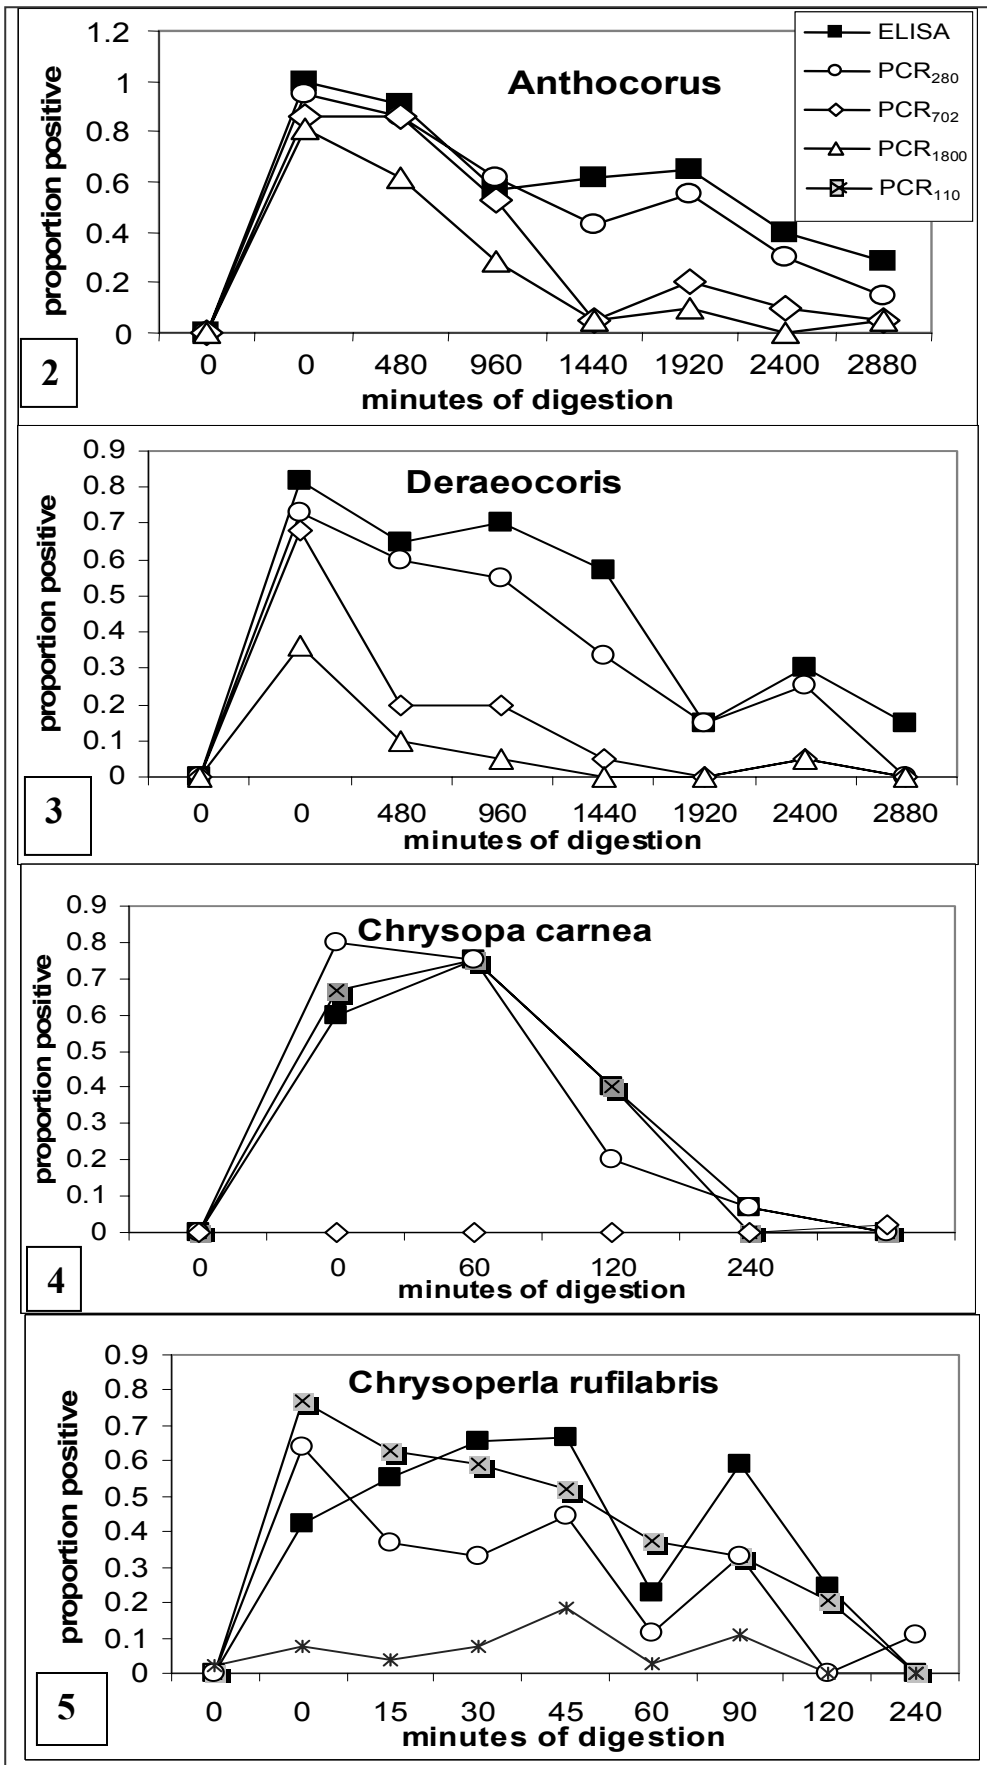 Anthocorus
ELISA
PCR280
PCR702
PCR1800
PCR110
proportion positive
1.2
1
0.8
0.6
0.4
0.2
0
0 0 480 960 1440 1920 2400 2880
minutes of digestion
2
Deraeocoris
proportion positive
0.9
0.8
0.7
0.6
0.5
0.4
0.3
0.2
0.1
0
0 0 480 960 1440 1920 2400 2880
minutes of digestion
3
Chrysopa carnea
proportion positive
0.9
0.8
0.7
0.6
0.5
0.4
0.3
0.2
0.1
0
0 0 60 120 240
minutes of digestion
4
Chrysoperla rufilabris
proportion positive
0.9
0.8
0.7
0.6
0.5
0.4
0.3
0.2
0.1
0
0 0 15 30 45 60 90 120 240
minutes of digestion
5